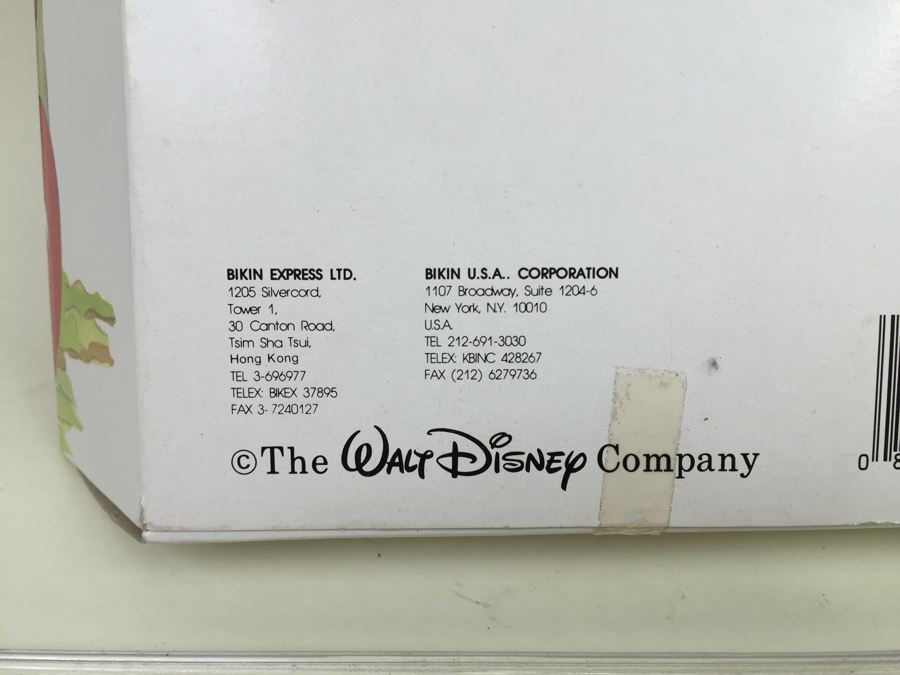 BIKIN EXPRESS LTD.
1205 Silvercord,
Tower 1,
30 Canton Road,
Tsim Sha Tsui,
Hong Kong
TEL 3-696977
TELEX: BIKEX 37895
FAX 3-7240127
BIKIN U.S.A.. CORPORATION
1107 Broadway, Suite 1204-6
New York, N.Y. 10010
U.S.A.
TEL 212-691-3030
TELEX: KBINC 428267
FAX (212) 6279736
©The WALT DISNEY Company
0